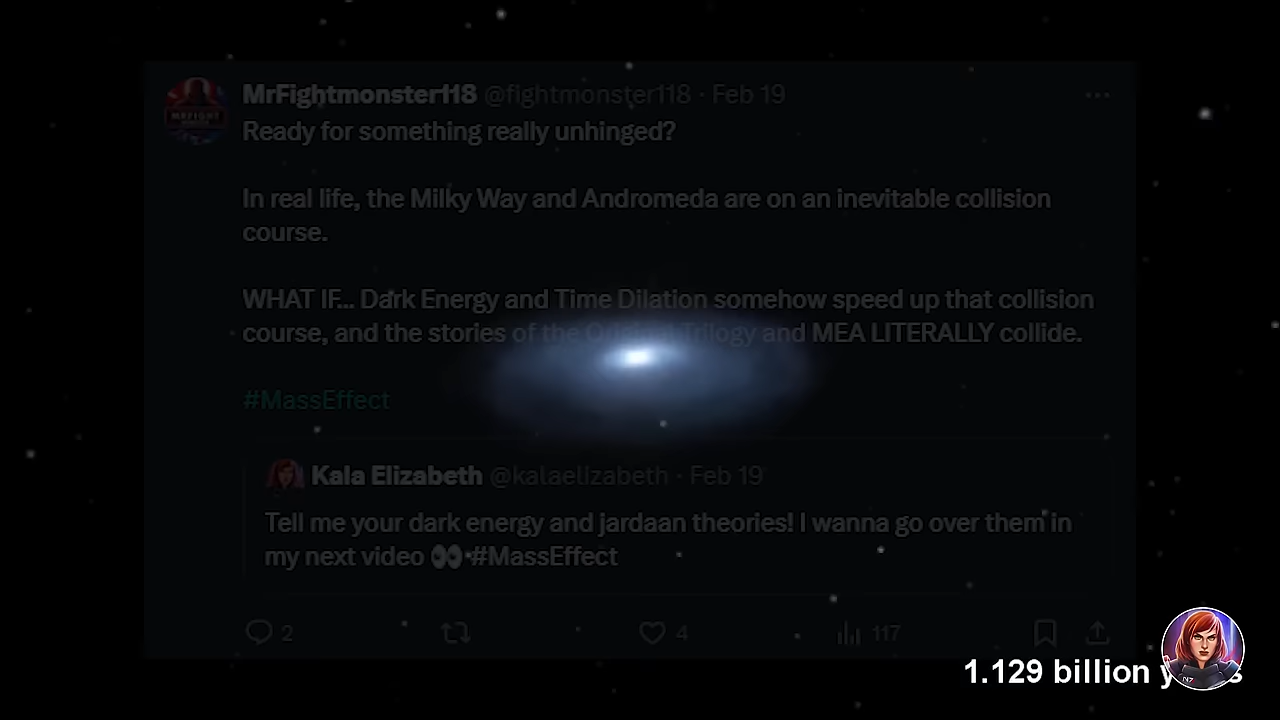 MrFightmonster118 @fightmonster118 · Feb 19
Ready for something really unhinged?
In real life, the Milky Way and Andromeda are on an inevitable collision
course.
WHAT IF... Dark Energy and Time Dilation somehow speed up that collision
course, and the stories of the Original Trilogy and MEA LITERALLY collide.
#MassEffect
Kala Elizabeth @kalaelizabeth · Feb 19
Tell me your dark energy and jardaan theories! I wanna go over them in
my next video 👀 #MassEffect
2 4 117
1.129 billion
N7